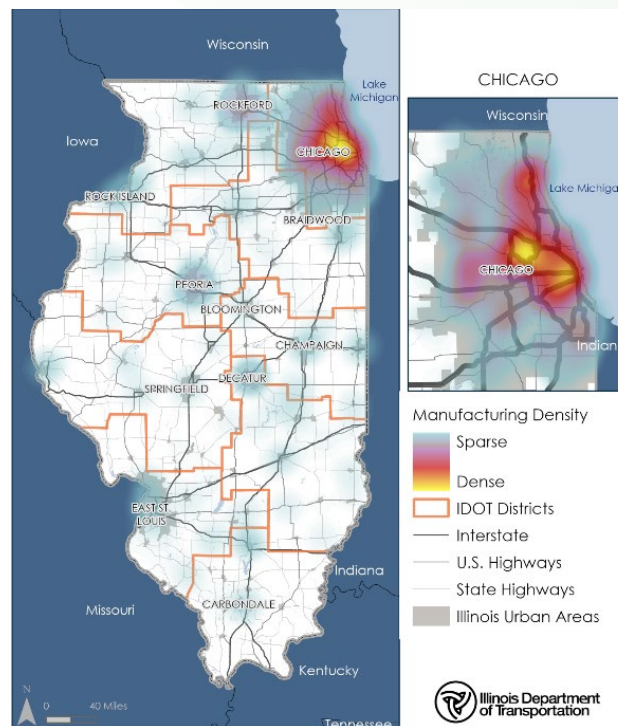 Wisconsin
Lake
Michigan
ROCKFORD
Iowa
CHICAGO
ROCK ISLAND
BRAIDWOOD
PEORIA
BLOOMINGTON
CHAMPAIGN
DECATUR
SPRINGFIELD
EAST ST.
LOUIS
Indiana
Missouri
CARBONDALE
Kentucky
Tennessee
N
0 40 Miles
CHICAGO
Wisconsin
Lake Michiga
CHICAGO
Indian
Manufacturing Density
Sparse
Dense
IDOT Districts
Interstate
U.S. Highways
State Highways
Illinois Urban Areas
Illinois Department
of Transportation